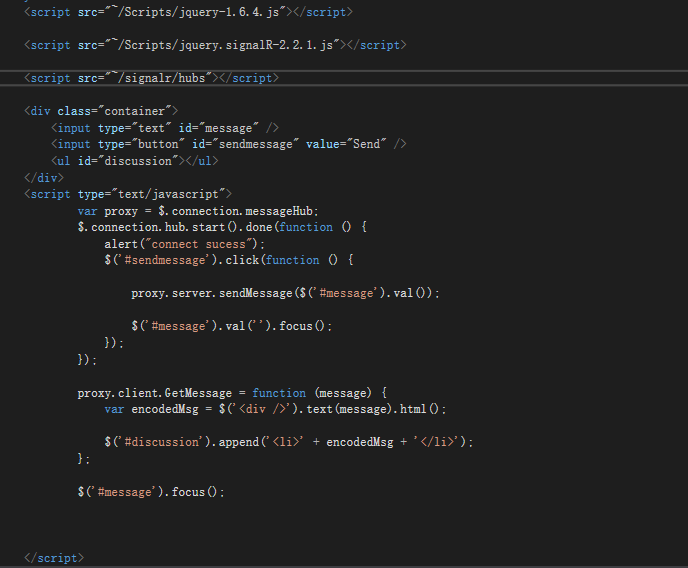 <script src="~/Scripts/jquery-1.6.4.js"></script>
<script src="~/Scripts/jquery.signalR-2.2.1.js"></script>
<script src="~/signalr/hubs"></script>
<div class="container">
<input type="text" id="message" />
<input type="button" id="sendmessage" value="Send" />
<ul id="discussion"></ul>
</div>
<script type="text/javascript">
var proxy = $.connection.messageHub;
$.connection.hub.start().done(function () {
alert("connect sucess");
$('#sendmessage').click(function () {
proxy.server.sendMessage($('#message').val());
$('#message').val('').focus();
});
});
proxy.client.GetMessage = function (message) {
var encodedMsg = $('<div />').text(message).html();
$('#discussion').append('<li>' + encodedMsg + '</li>');
};
$('#message').focus();
</script>